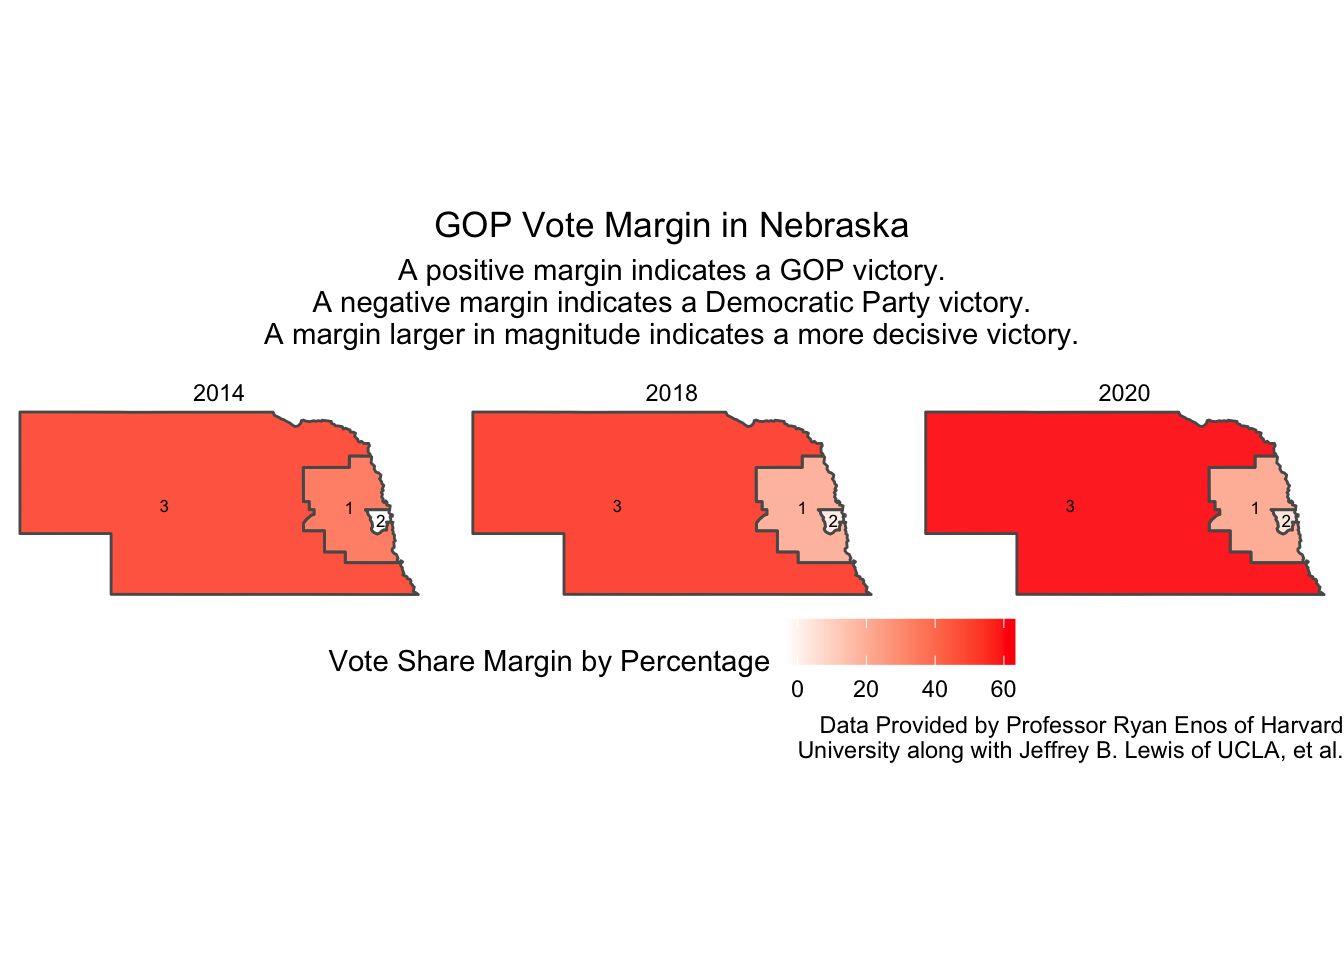 GOP Vote Margin in Nebraska
A positive margin indicates a GOP victory.
A negative margin indicates a Democratic Party victory.
A margin larger in magnitude indicates a more decisive victory.
2014
2018
2020
3
1
2
3
1
2
3
1
2
Vote Share Margin by Percentage
0 20 40 60
Data Provided by Professor Ryan Enos of Harvard
University along with Jeffrey B. Lewis of UCLA, et al.